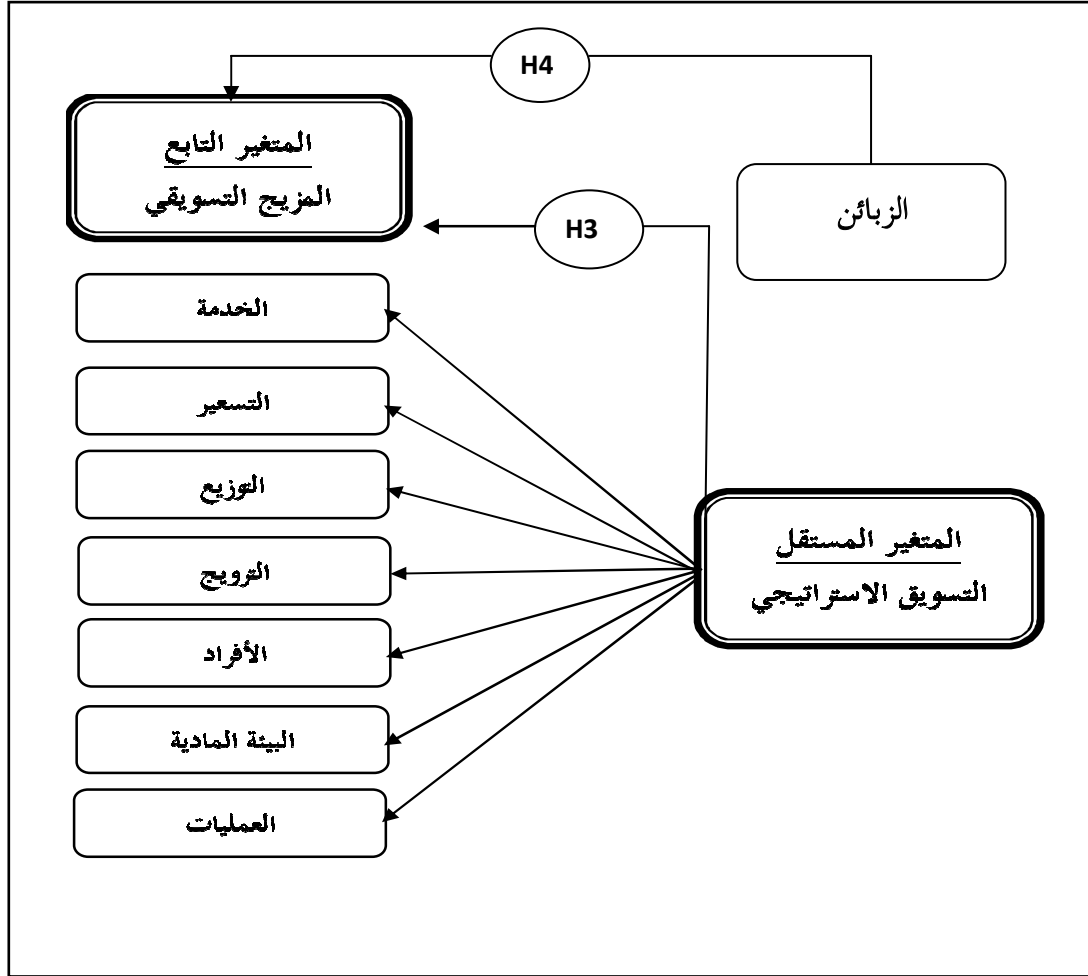 H4
المتغير التابع
المزيج التسويقي
الزبائن
H3
الخدمة
التسعير
التوزيع
الترويج
المتغير المستقل
التسويق الاستراتيجي
الأفراد
البيئة المادية
العمليات